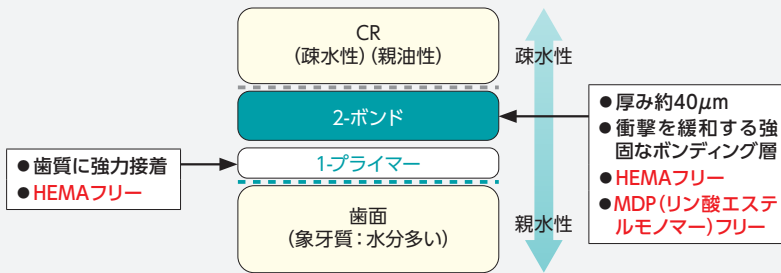 CR
(疎水性)(親油性)
疎水性
2-ボンド
●厚み約40μm
●衝撃を緩和する強
固なボンディング層
●HEMAフリー
●MDP(リン酸エステ
ルモノマー)フリー
1-プライマー
●歯質に強力接着
●HEMAフリー
歯面
(象牙質:水分多い)
親水性